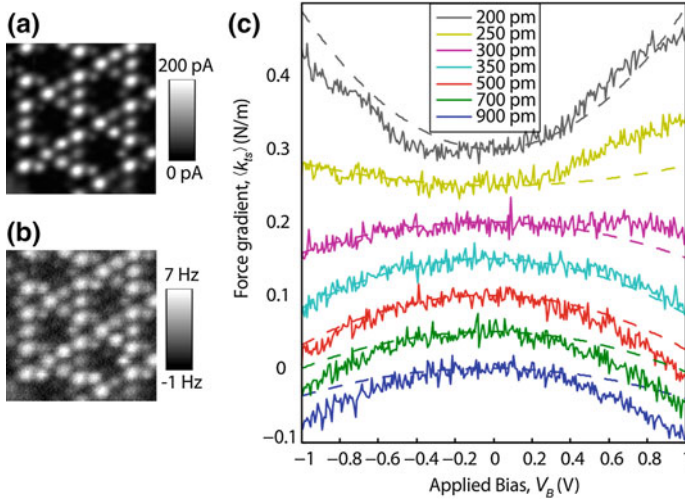 (a)
200 pA
0 pA
(b)
7 Hz
-1 Hz
(c)
200 pm
250 pm
300 pm
350 pm
500 pm
700 pm
900 pm
Force gradient, ⟨k_ts⟩ (N/m)
0.4
0.3
0.2
0.1
0
−0.1
−1 −0.8 −0.6 −0.4 −0.2 0 0.2 0.4 0.6 0.8 1
Applied Bias, V_B (V)